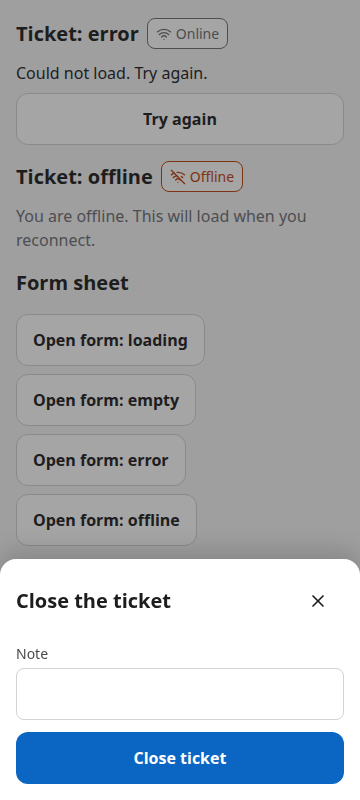 Ticket: error
Online
Could not load. Try again.
Try again
Ticket: offline
Offline
You are offline. This will load when you
reconnect.
Form sheet
Open form: loading
Open form: empty
Open form: error
Open form: offline
Close the ticket
Note
Close ticket